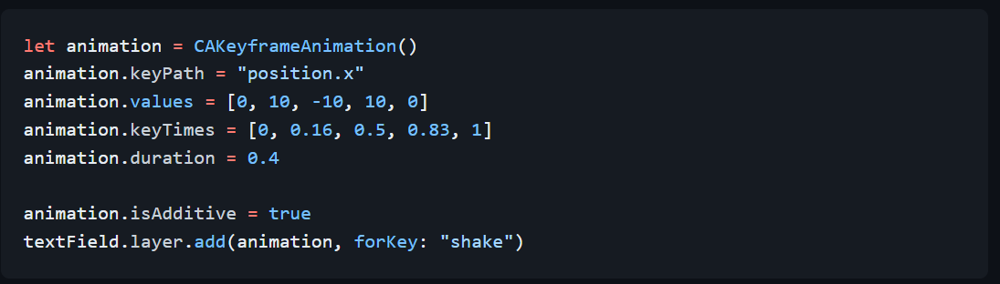 let animation = CAKeyframeAnimation()
animation.keyPath = "position.x"
animation.values = [0, 10, -10, 10, 0]
animation.keyTimes = [0, 0.16, 0.5, 0.83, 1]
animation.duration = 0.4
animation.isAdditive = true
textField.layer.add(animation, forKey: "shake")